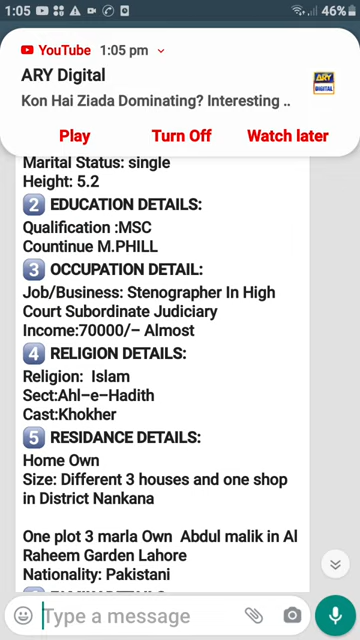 1:05
46%
YouTube 1:05 pm
ARY Digital
ARY
DIGITAL
Kon Hai Ziada Dominating? Interesting ..
Play Turn Off Watch later
Marital Status: single
Height: 5.2
2 EDUCATION DETAILS:
Qualification :MSC
Countinue M.PHILL
3 OCCUPATION DETAIL:
Job/Business: Stenographer In High
Court Subordinate Judiciary
Income:70000/– Almost
4 RELIGION DETAILS:
Religion:  Islam
Sect:Ahl–e–Hadith
Cast:Khokher
5 RESIDANCE DETAILS:
Home Own
Size: Different 3 houses and one shop
in District Nankana
One plot 3 marla Own  Abdul malik in Al
Raheem Garden Lahore
Nationality: Pakistani
Type a message